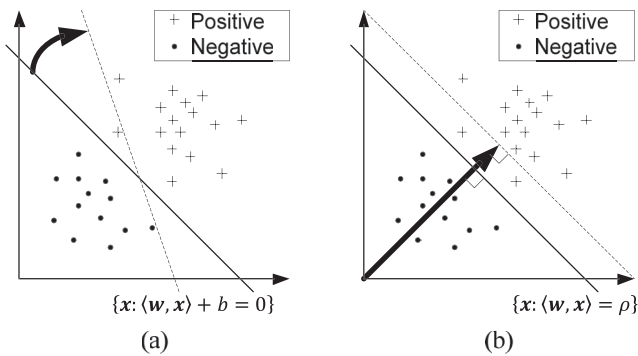 + Positive
• Negative
{x: ⟨w, x⟩ + b = 0}
(a)
+ Positive
• Negative
{x: ⟨w, x⟩ = ρ}
(b)